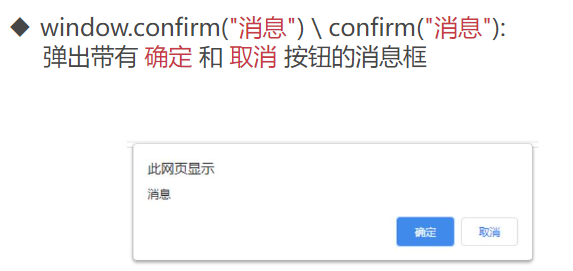 ◆ window.confirm("消息") \ confirm("消息"):
弹出带有 确定 和 取消 按钮的消息框
此网页显示
消息
确定 取消